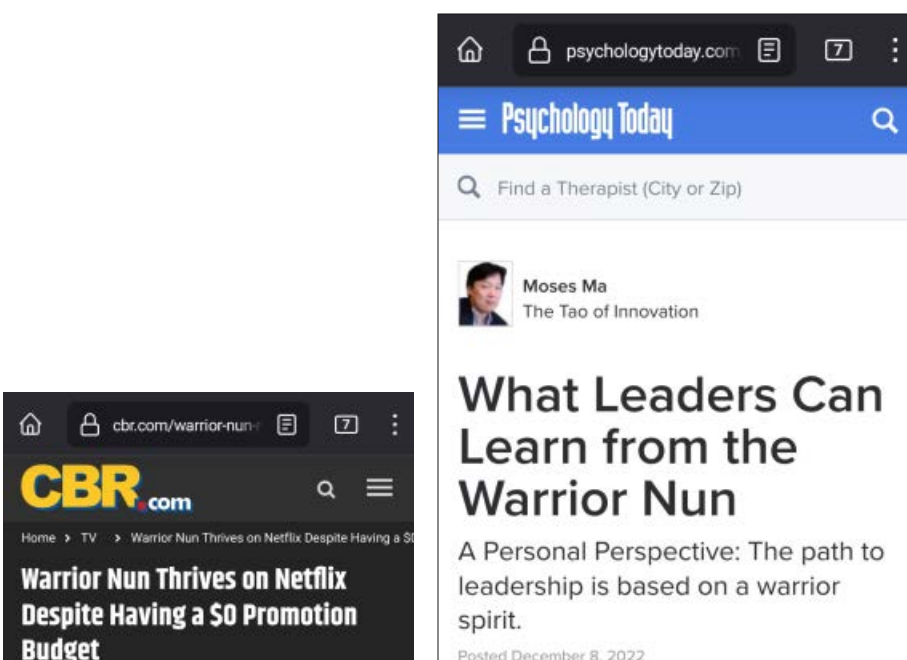 cbr.com/warrior-nun-
7
CBR.com
Home > TV > Warrior Nun Thrives on Netflix Despite Having a $0
Warrior Nun Thrives on Netflix
Despite Having a $0 Promotion
Budget
psychologytoday.com
7
Psychology Today
Find a Therapist (City or Zip)
Moses Ma
The Tao of Innovation
What Leaders Can
Learn from the
Warrior Nun
A Personal Perspective: The path to
leadership is based on a warrior
spirit.
Posted December 8, 2022